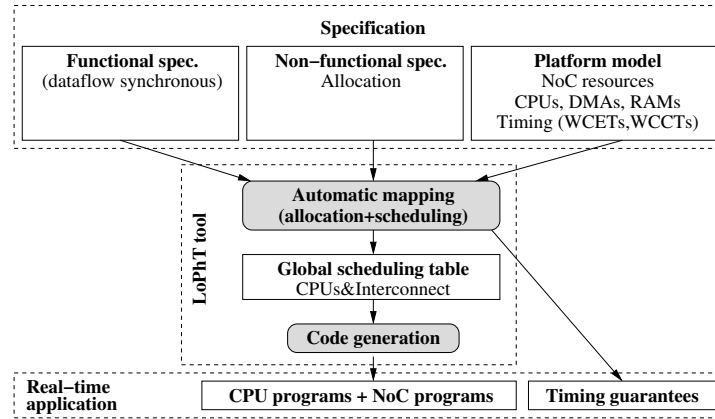 Specification
Functional spec.
(dataflow synchronous)
Non−functional spec.
Allocation
Platform model
NoC resources
CPUs, DMAs, RAMs
Timing (WCETs,WCCTs)
LoPhT tool
Automatic mapping
(allocation+scheduling)
Global scheduling table
CPUs&Interconnect
Code generation
Real−time
application
CPU programs + NoC programs
Timing guarantees